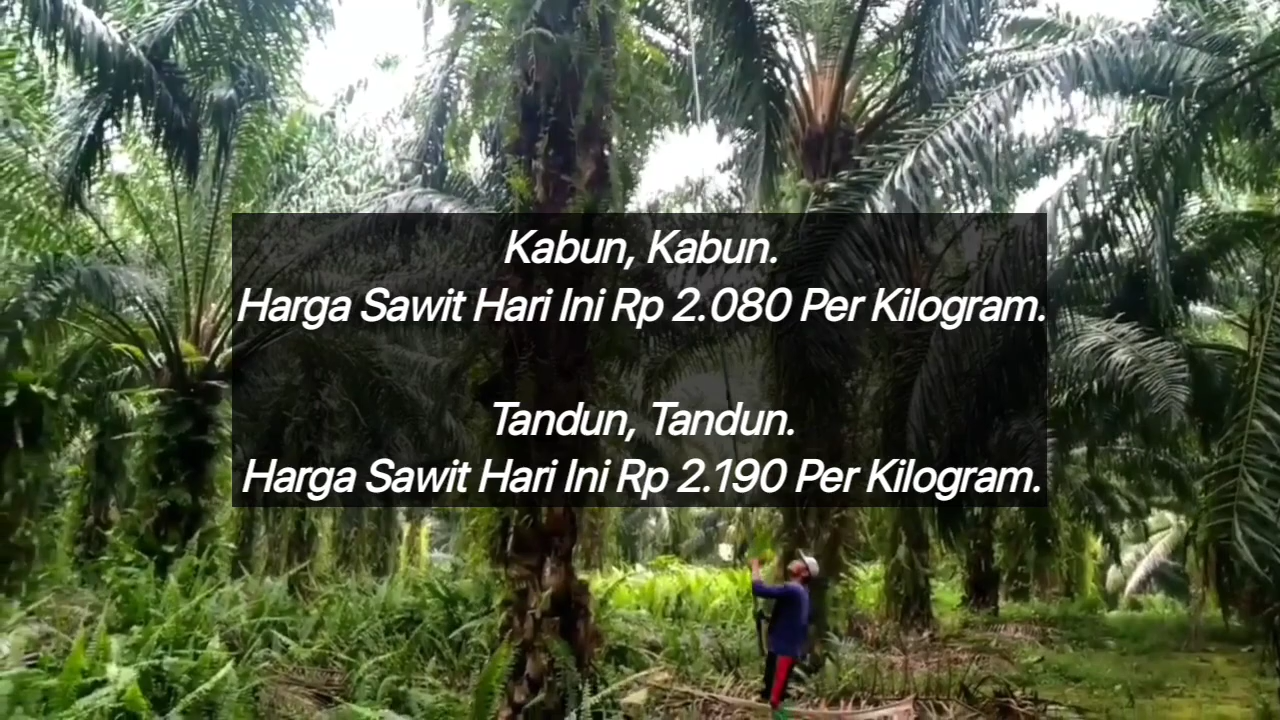 Kabun, Kabun.
Harga Sawit Hari Ini Rp 2.080 Per Kilogram.
Tandun, Tandun.
Harga Sawit Hari Ini Rp 2.190 Per Kilogram.